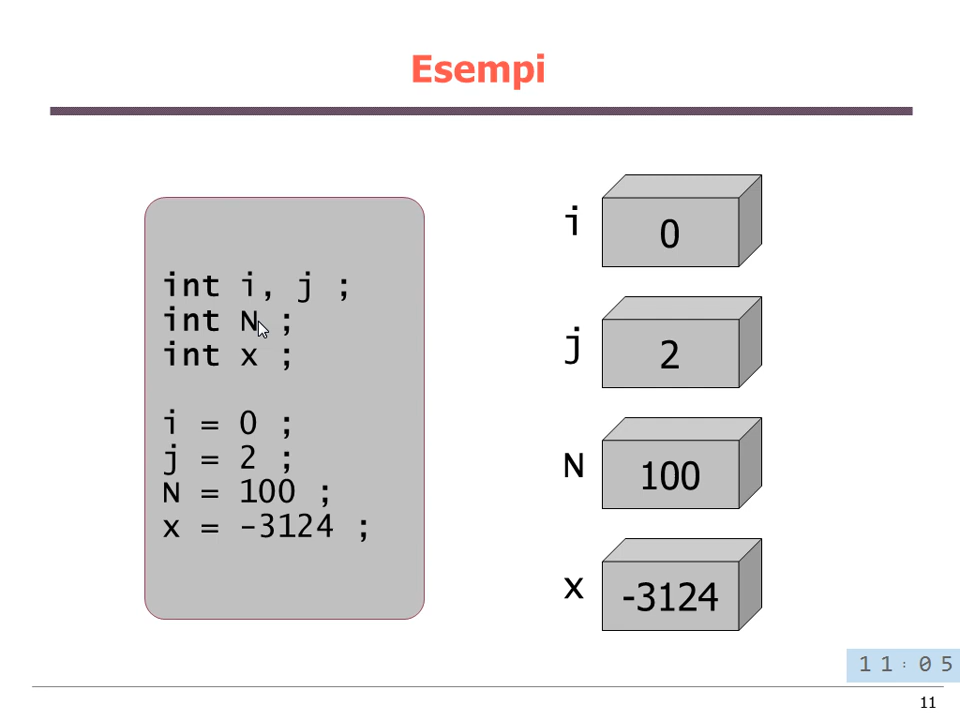 Esempi
int i, j ;
int N ;
int x ;
i = 0 ;
j = 2 ;
N = 100 ;
x = -3124 ;
i
0
j
2
N
100
x
-3124
11:05
11